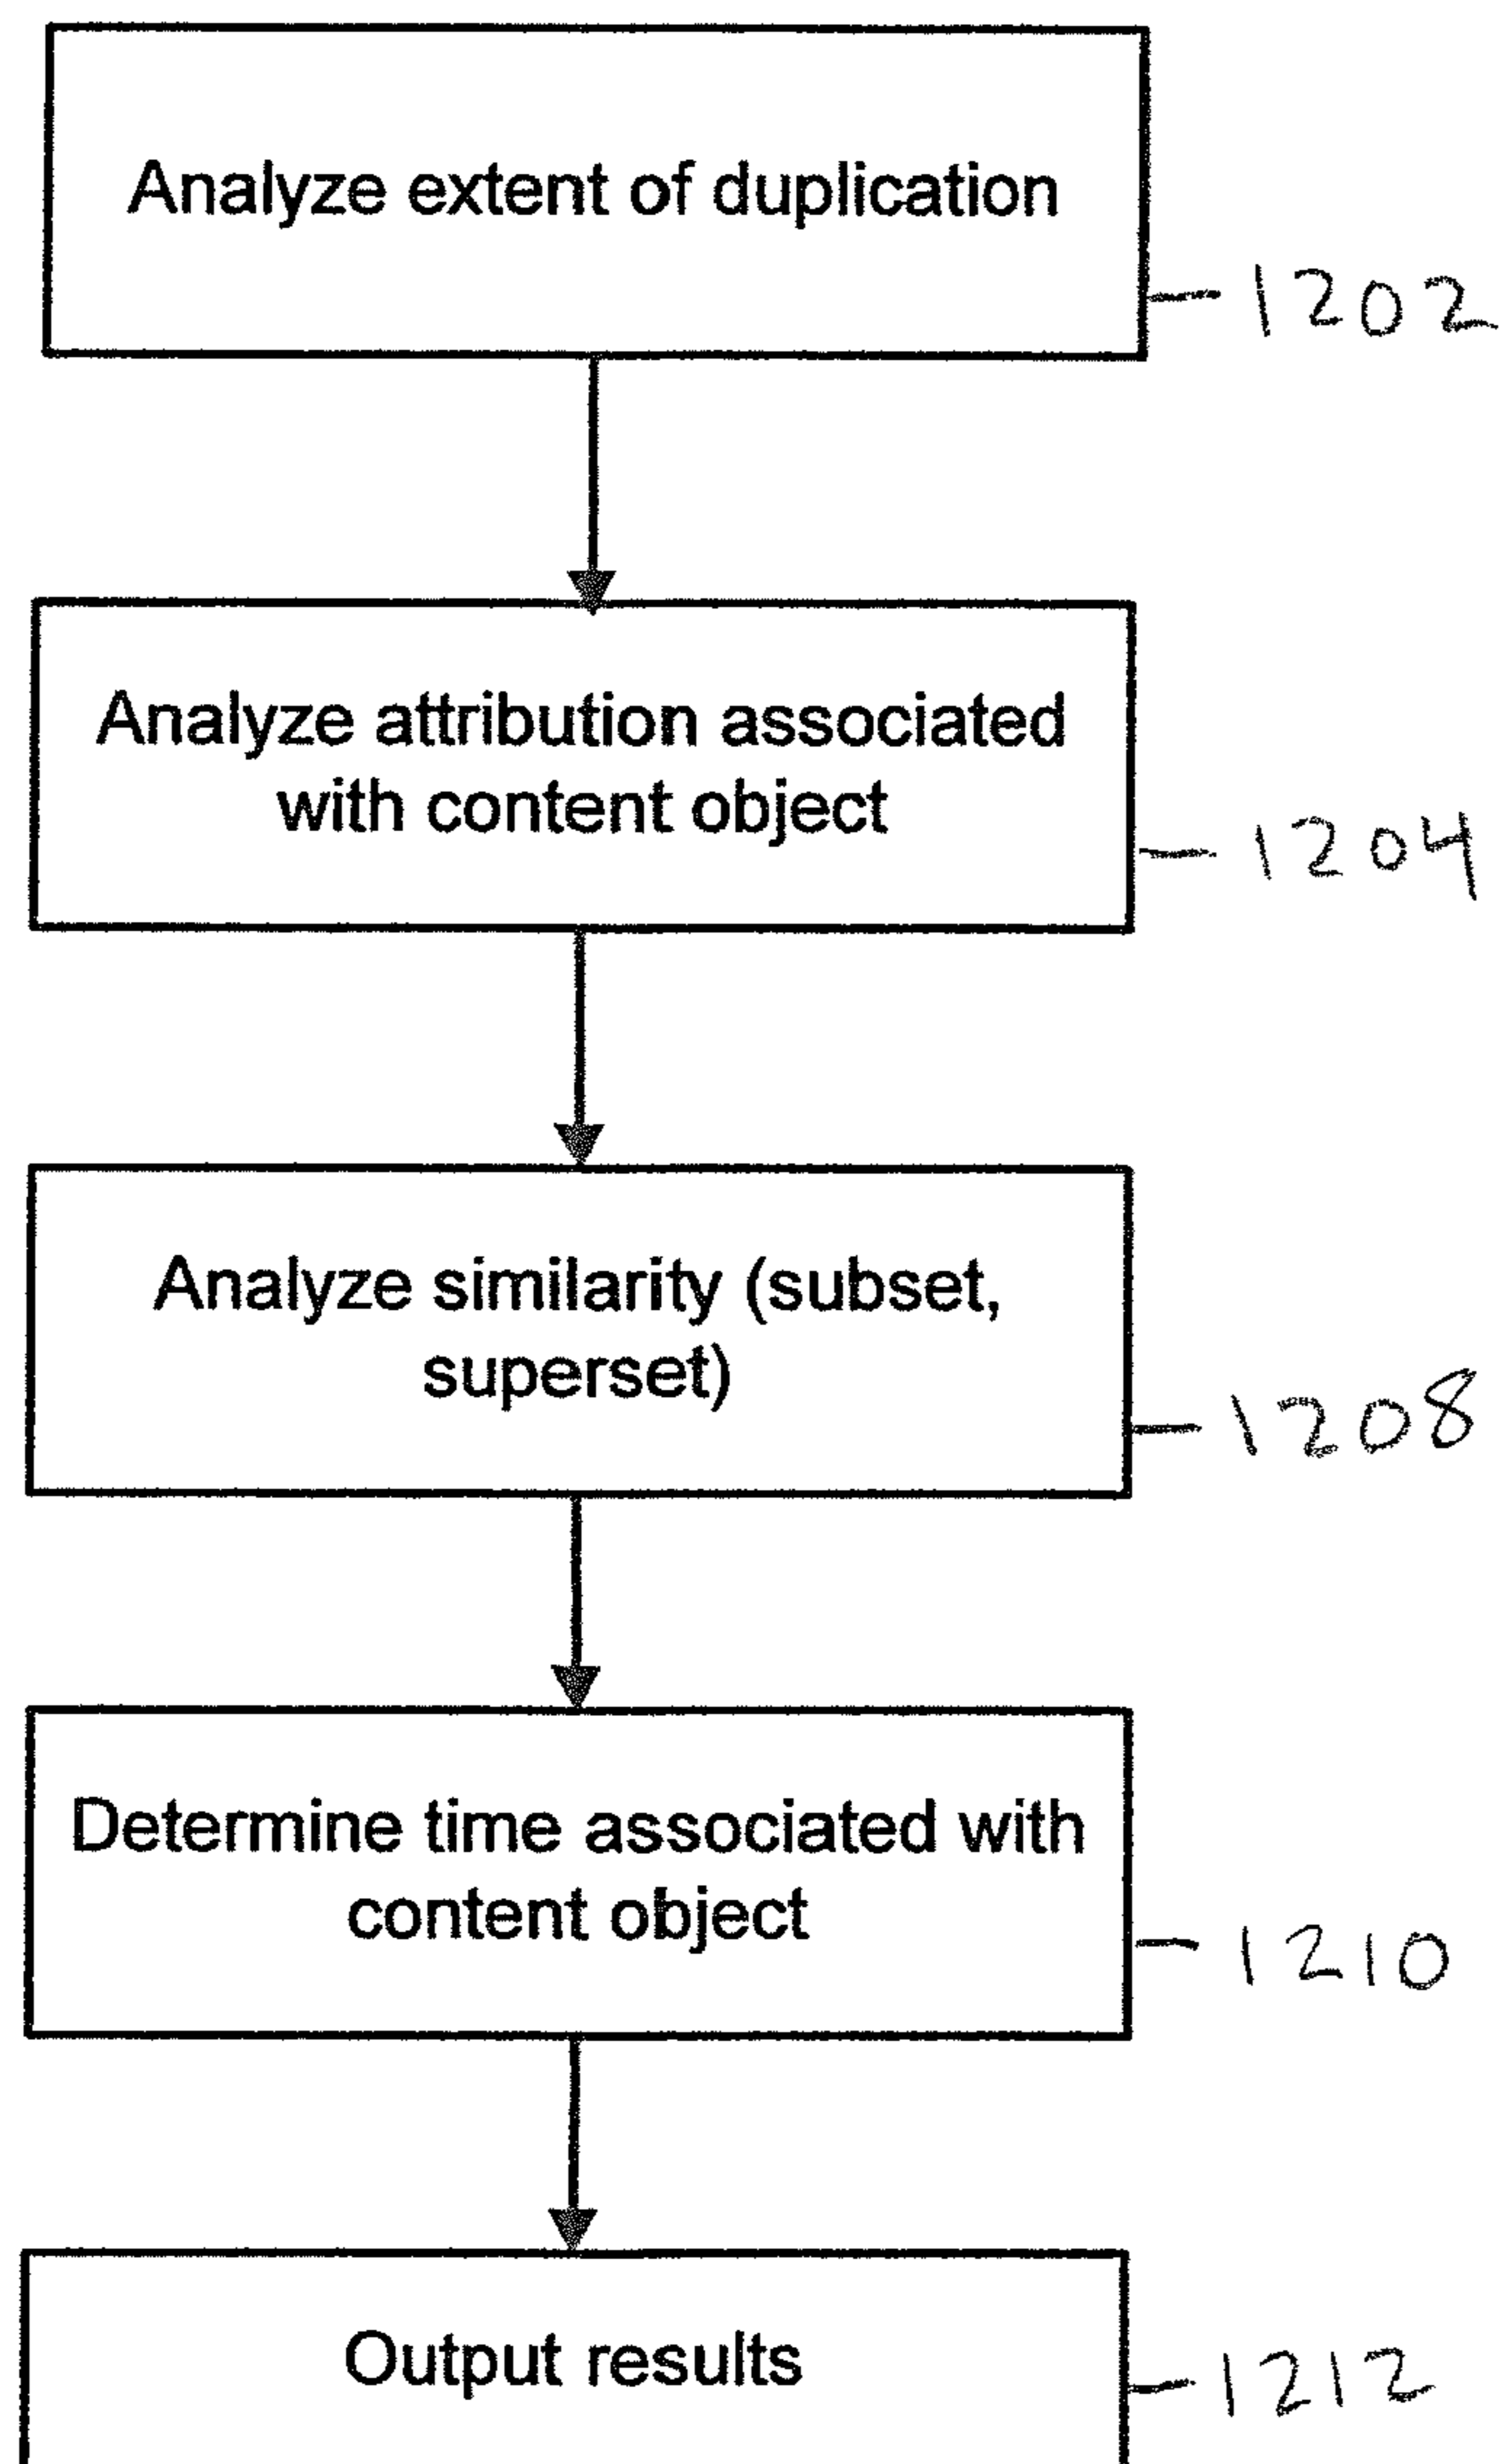 Analyze extent of duplication
1202
Analyze attribution associated
with content object
1204
Analyze similarity (subset,
superset)
1208
Determine time associated with
content object
1210
Output results
1212